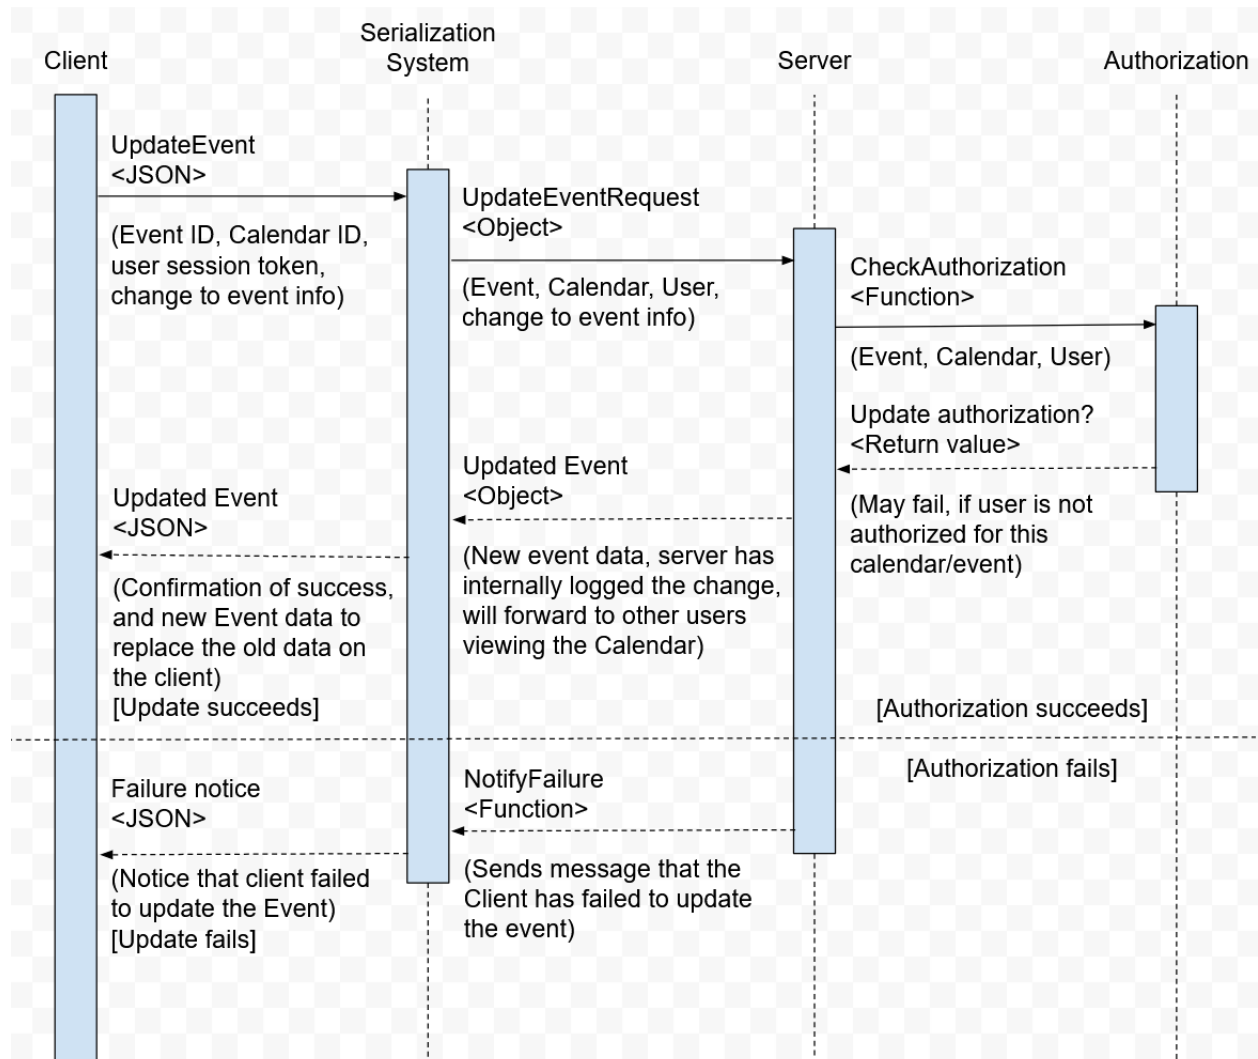 Client
Serialization
System
Server
Authorization
UpdateEvent
<JSON>
(Event ID, Calendar ID,
user session token,
change to event info)
UpdateEventRequest
<Object>
(Event, Calendar, User,
change to event info)
CheckAuthorization
<Function>
(Event, Calendar, User)
Update authorization?
<Return value>
(May fail, if user is not
authorized for this
calendar/event)
Updated Event
<Object>
(New event data, server has
internally logged the change,
will forward to other users
viewing the Calendar)
Updated Event
<JSON>
(Confirmation of success,
and new Event data to
replace the old data on
the client)
[Update succeeds]
[Authorization succeeds]
[Authorization fails]
NotifyFailure
<Function>
(Sends message that the
Client has failed to update
the event)
Failure notice
<JSON>
(Notice that client failed
to update the Event)
[Update fails]